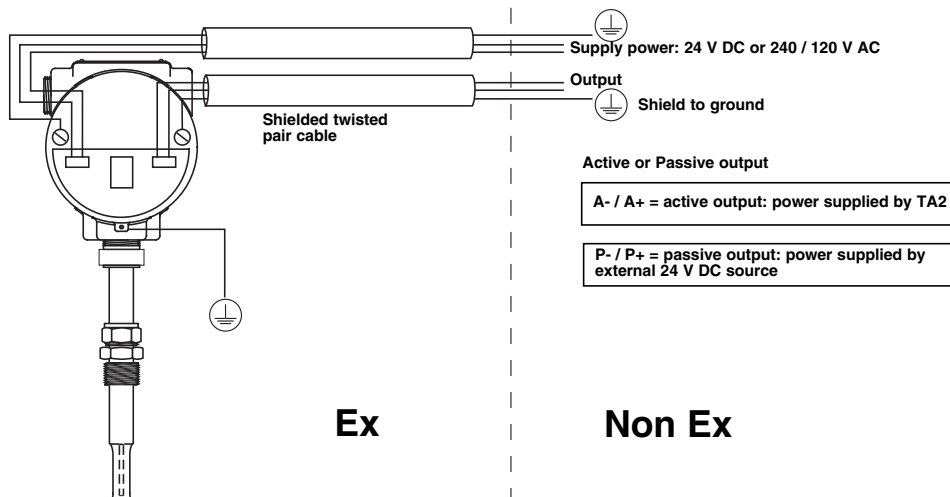 Supply power: 24 V DC or 240 / 120 V AC
Output
Shield to ground
Shielded twisted
pair cable
Active or Passive output
A- / A+ = active output: power supplied by TA2
P- / P+ = passive output: power supplied by
external 24 V DC source
Ex
Non Ex